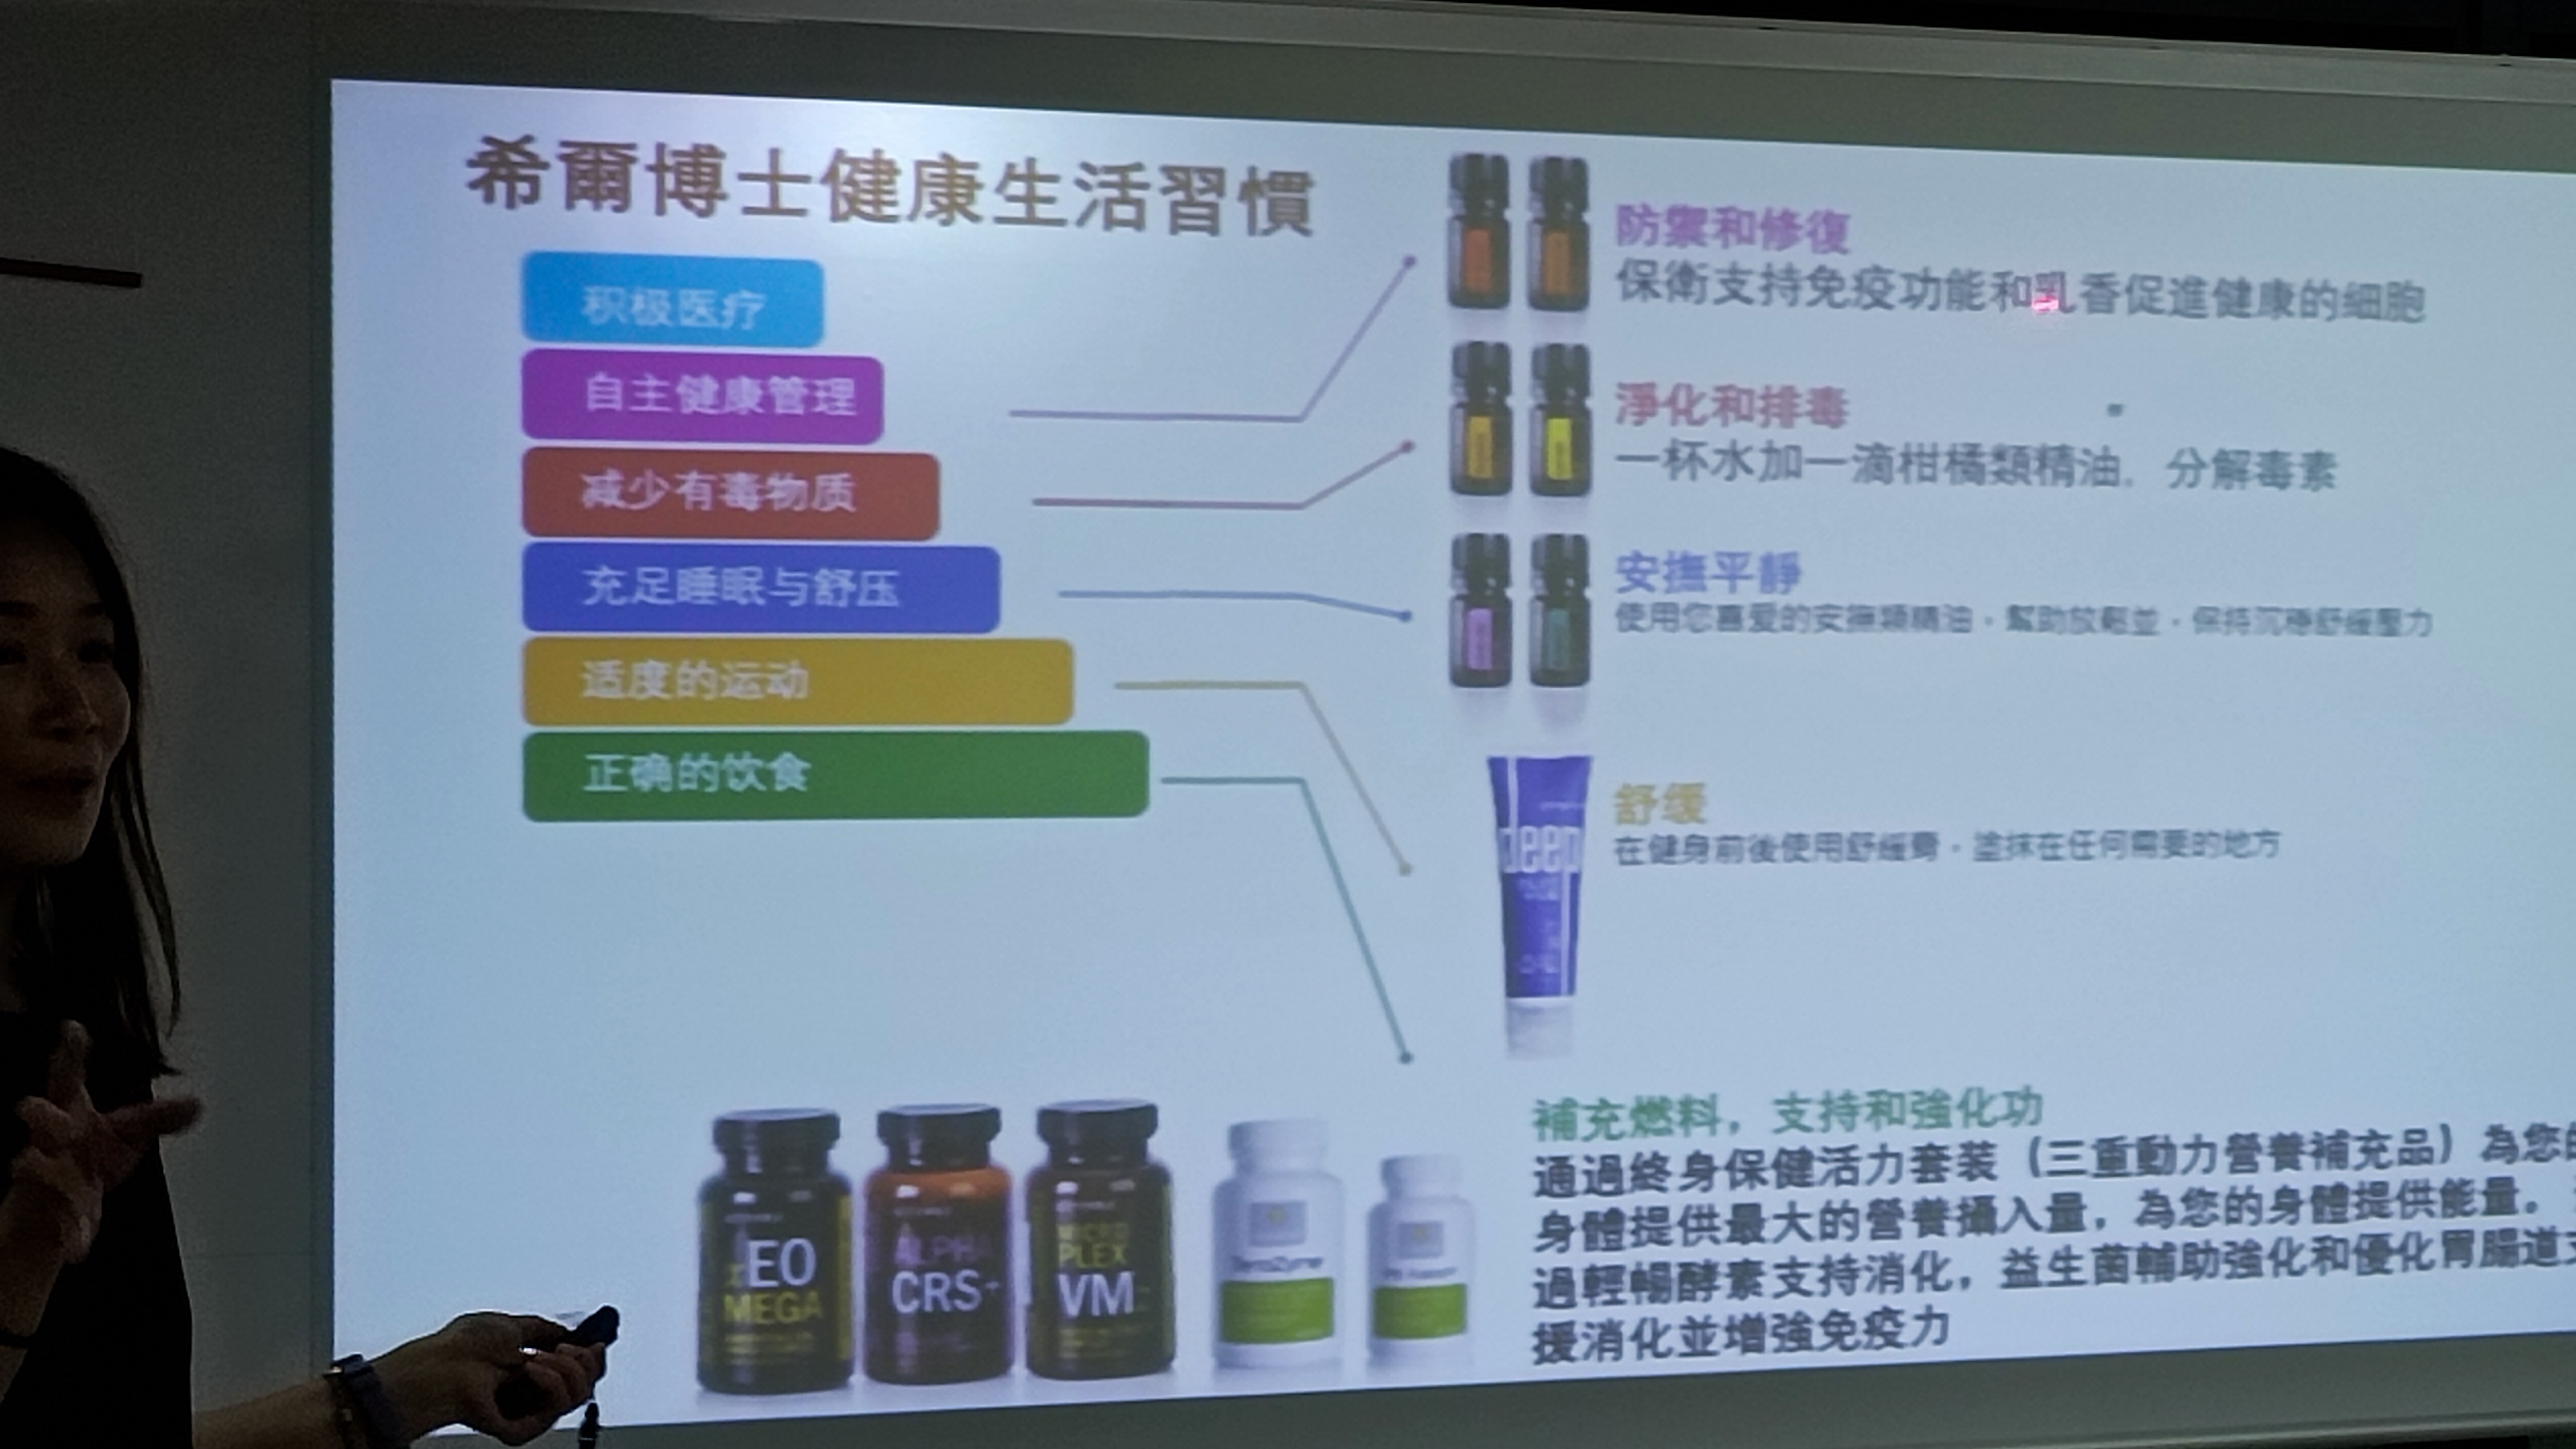 希爾博士健康生活習慣
积极医疗
自主健康管理
减少有毒物质
充足睡眠与舒压
适度的运动
正确的饮食
防禦和修復
保衛支持免疫功能和乳香促進健康的细胞
淨化和排毒
一杯水加一滴柑橘類精油，分解毒素
安撫平靜
使用您喜爱的安撫類精油，幫助放鬆並，保持沉穩舒緩壓力
deep
舒缓
在健身前後使用舒緩膏，塗抹在任何需要的地方
補充燃料，支持和強化功
通過終身保健活力套装（三重動力營養補充品）為您的
身體提供最大的營養攝入量，為您的身體提供能量。
過輕暢酵素支持消化，益生菌輔助強化和優化胃腸道支
援消化並增強免疫力
EO
MEGA
ALPHA
CRS+
MICRO
PLEX
VM
TerraZyme